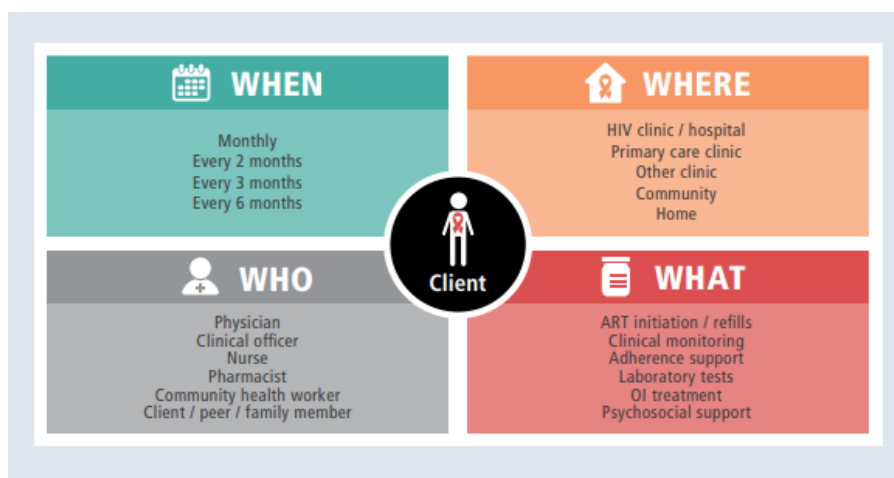 WHEN
Monthly
Every 2 months
Every 3 months
Every 6 months
WHERE
HIV clinic / hospital
Primary care clinic
Other clinic
Community
Home
Client
WHO
Physician
Clinical officer
Nurse
Pharmacist
Community health worker
Client / peer / family member
WHAT
ART initiation / refills
Clinical monitoring
Adherence support
Laboratory tests
OI treatment
Psychosocial support